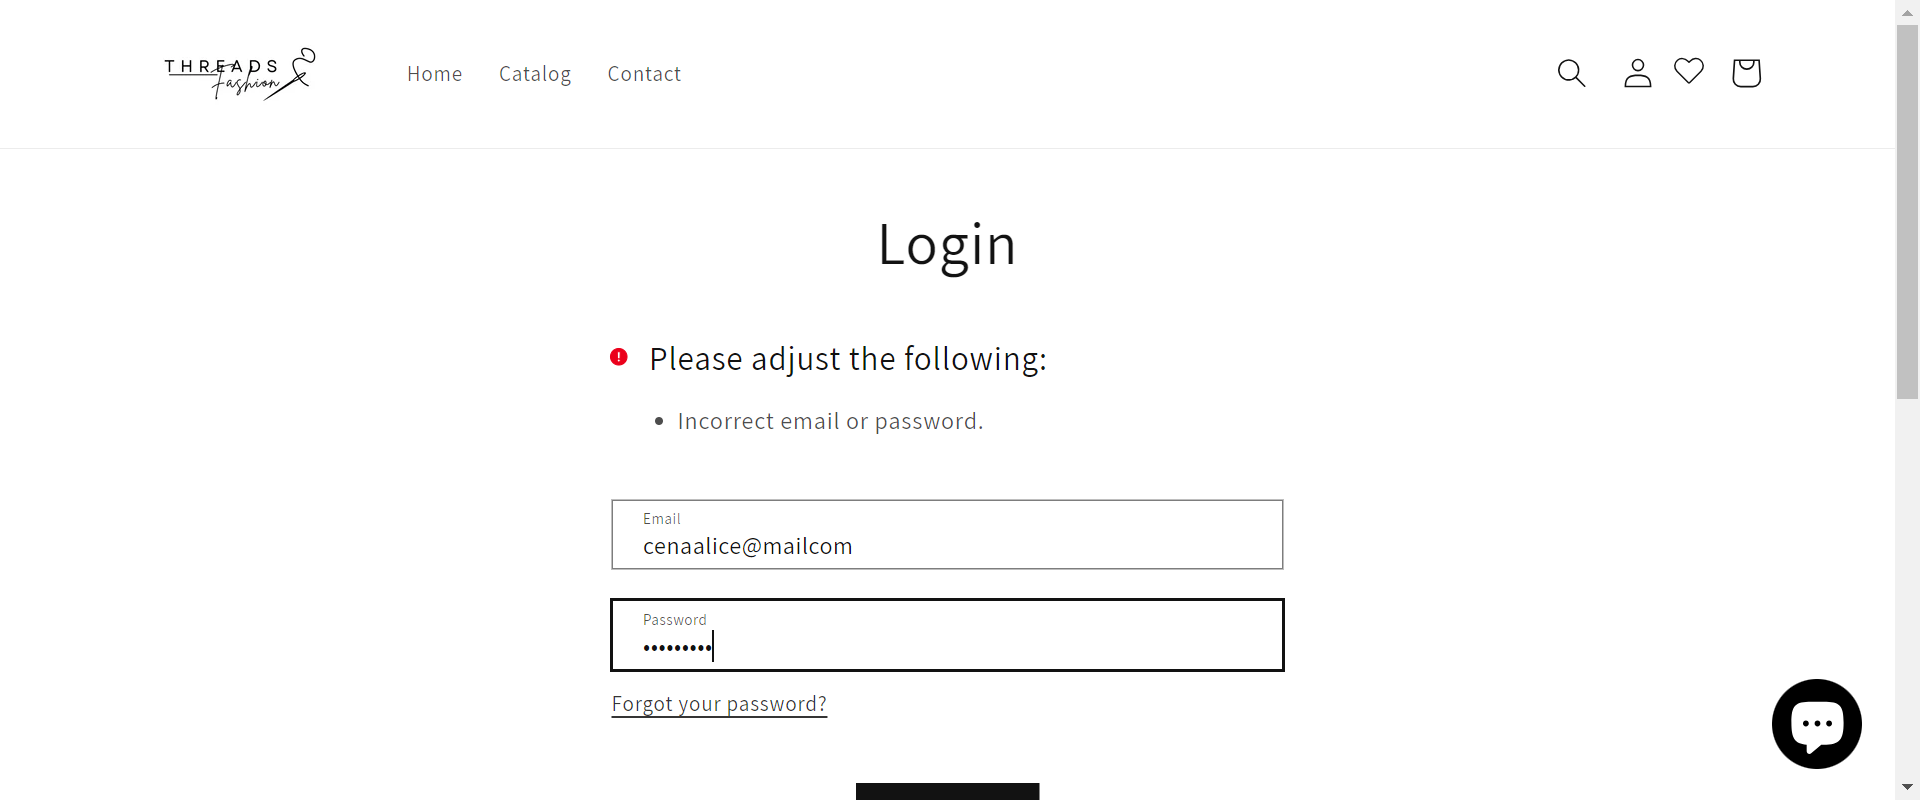 THREADS
Fashion
Home
Catalog
Contact
Login
Please adjust the following:
Incorrect email or password.
Email
cenaalice@mailcom
Password
•••••••••
Forgot your password?